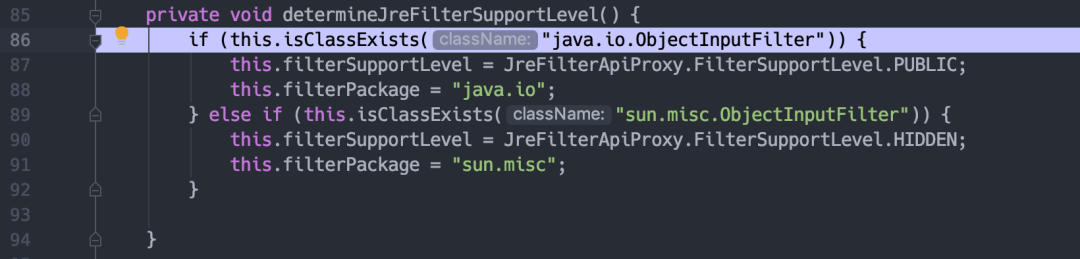 85 private void determineJreFilterSupportLevel() {
86 if (this.isClassExists( className: "java.io.ObjectInputFilter")) {
87 this.filterSupportLevel = JreFilterApiProxy.FilterSupportLevel.PUBLIC;
88 this.filterPackage = "java.io";
89 } else if (this.isClassExists( className: "sun.misc.ObjectInputFilter")) {
90 this.filterSupportLevel = JreFilterApiProxy.FilterSupportLevel.HIDDEN;
91 this.filterPackage = "sun.misc";
92 }
93
94 }